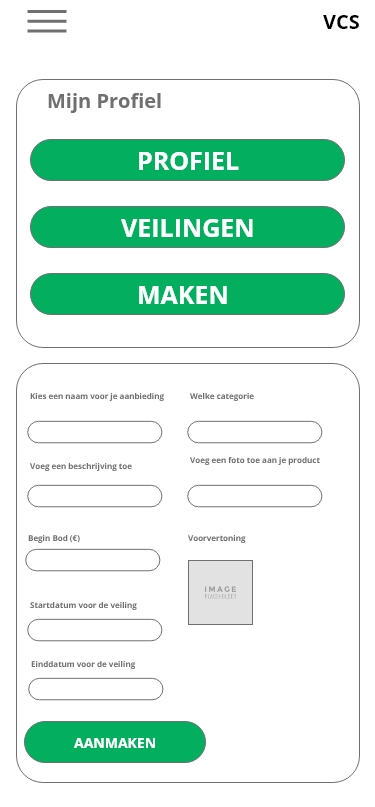 VCS
Mijn Profiel
PROFIEL
VEILINGEN
MAKEN
Kies een naam voor je aanbieding
Welke categorie
Voeg een beschrijving toe
Voeg een foto toe aan je product
Begin Bod (€)
Voorvertoning
IMAGE
PLACEHOLDER
Startdatum voor de veiling
Einddatum voor de veiling
AANMAKEN